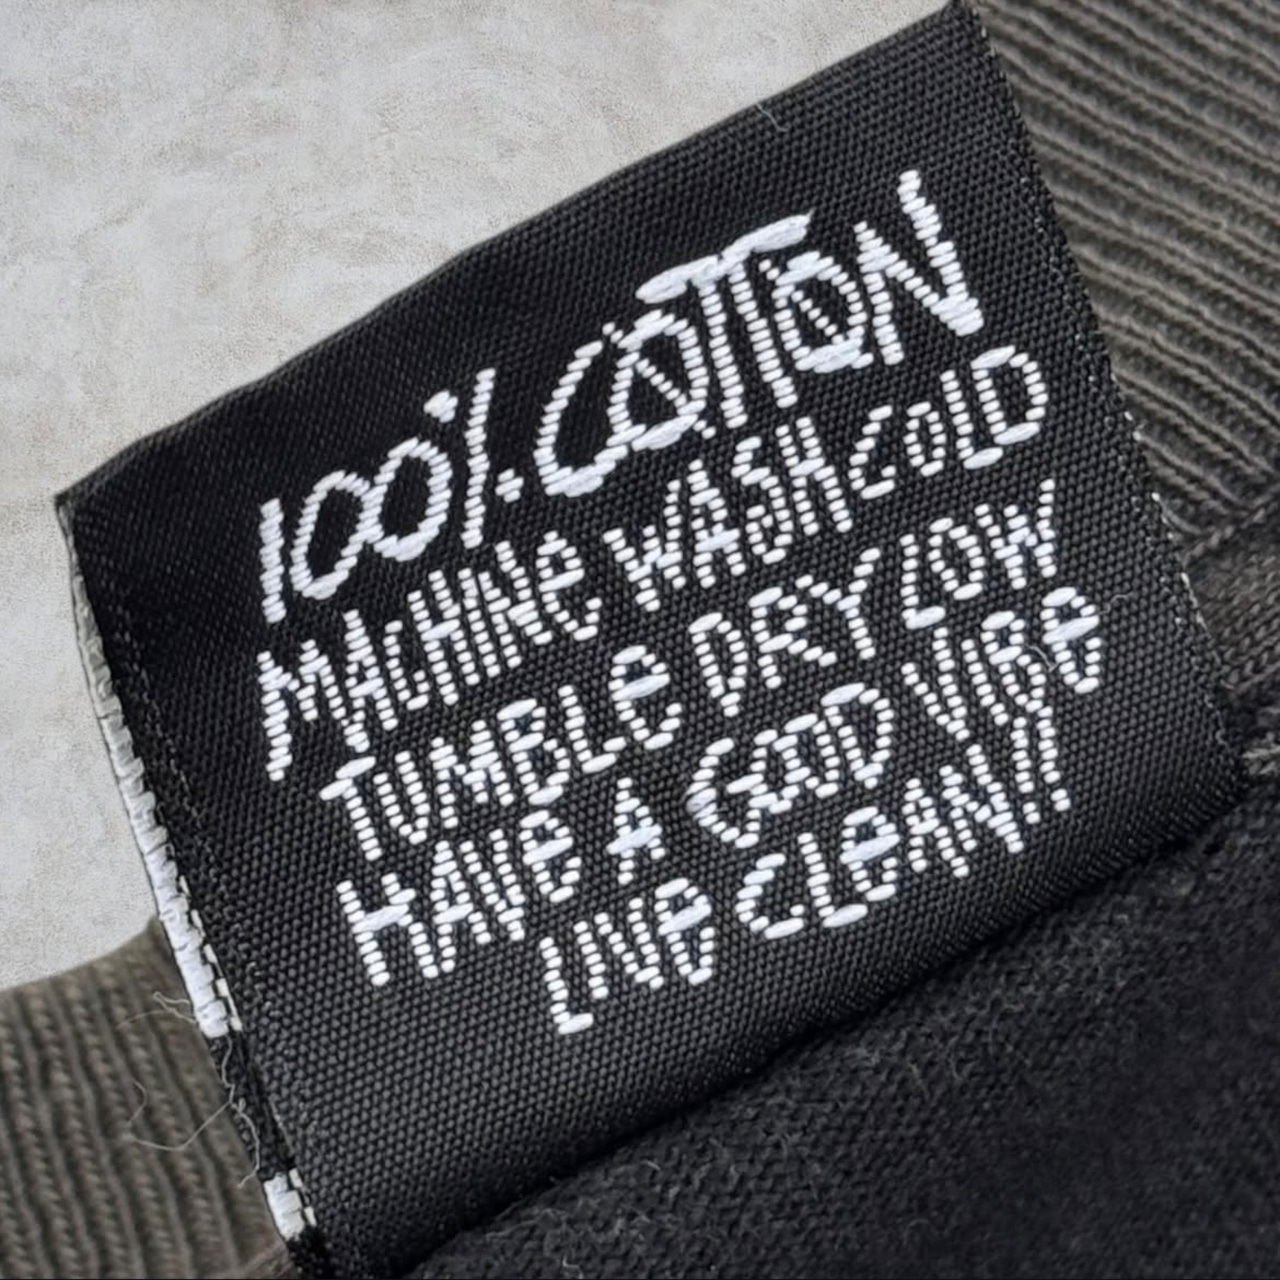 100% COTTON
MACHINe WASH COLD
TUMBLe DRY LOW
HAVe A GOOD VIBe
LIVe CLeAN!!